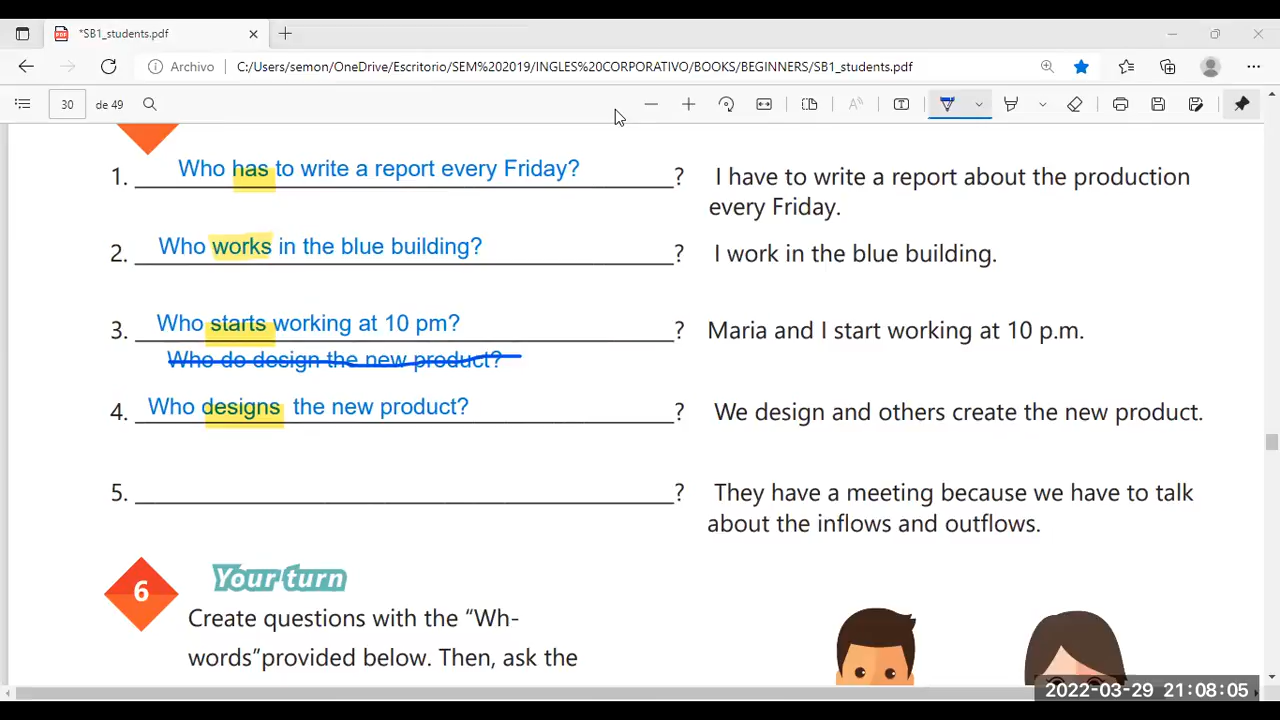 *SB1_students.pdf
Archivo C:/Users/semon/OneDrive/Escritorio/SEM%202019/INGLES%20CORPORATIVO/BOOKS/BEGINNERS/SB1_students.pdf
30 de 49
1. Who has to write a report every Friday? ? I have to write a report about the production
every Friday.
2. Who works in the blue building? ? I work in the blue building.
3. Who starts working at 10 pm? ? Maria and I start working at 10 p.m.
Who do design the new product?
4. Who designs the new product? ? We design and others create the new product.
5. ? They have a meeting because we have to talk
about the inflows and outflows.
6 Your turn
Create questions with the “Wh-
words”provided below. Then, ask the
2022-03-29 21:08:05